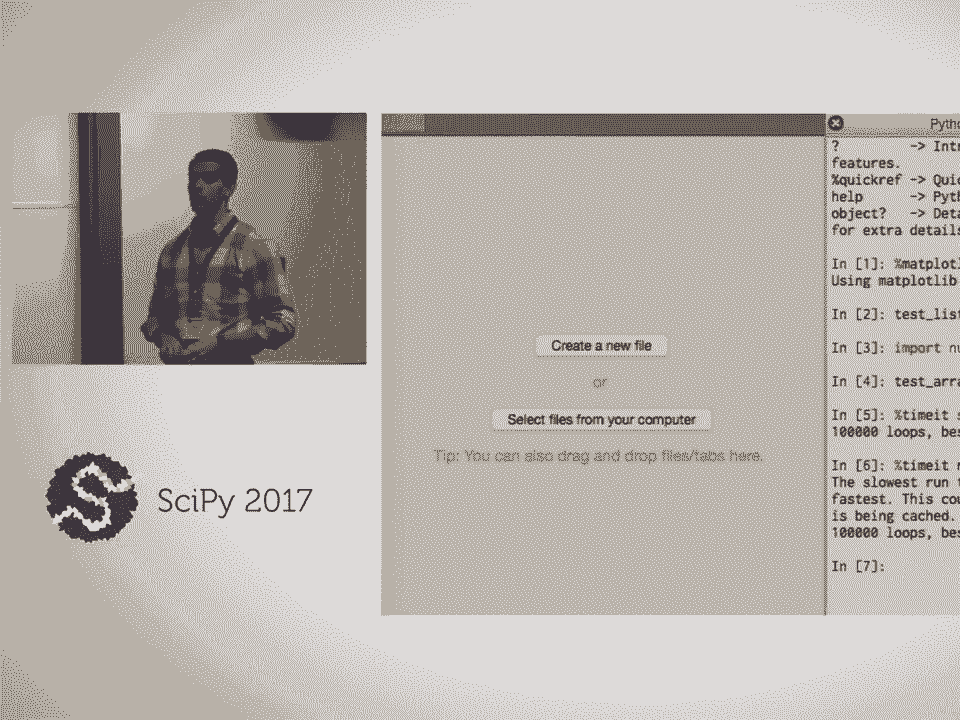 SciPy 2017
Create a new file
or
Select files from your computer
Tip: You can also drag and drop files/tabs here.
Pytho
? -> Intr
features.
%quickref -> Quic
help -> Pyth
object? -> Deta
for extra details
In [1]: %matplotl
Using matplotlib
In [2]: test_list
In [3]: import nu
In [4]: test_arra
In [5]: %timeit s
100000 loops, bes
In [6]: %timeit n
The slowest run t
fastest. This cou
is being cached.
100000 loops, bes
In [7]: